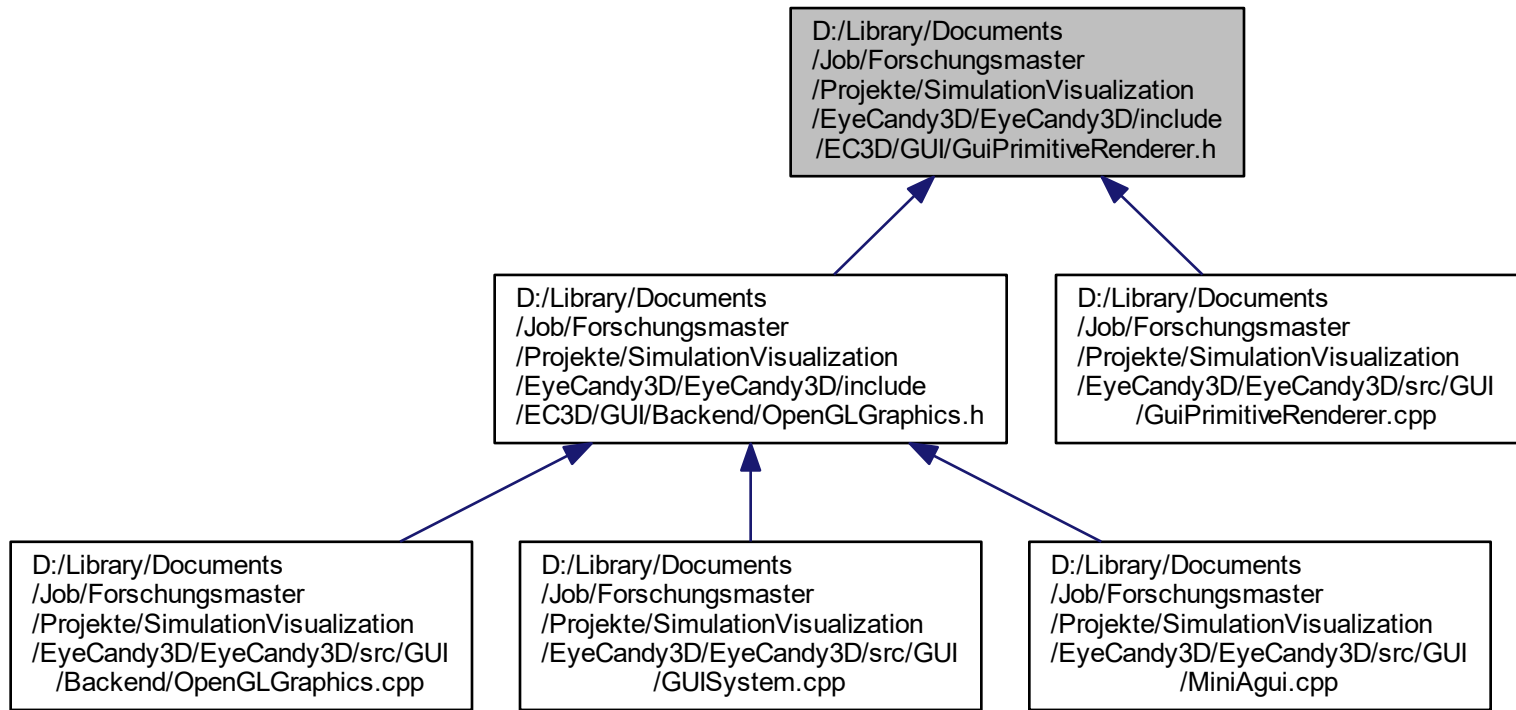 D:/Library/Documents
/Job/Forschungsmaster
/Projekte/SimulationVisualization
/EyeCandy3D/EyeCandy3D/include
/EC3D/GUI/GuiPrimitiveRenderer.h
D:/Library/Documents
/Job/Forschungsmaster
/Projekte/SimulationVisualization
/EyeCandy3D/EyeCandy3D/include
/EC3D/GUI/Backend/OpenGLGraphics.h
D:/Library/Documents
/Job/Forschungsmaster
/Projekte/SimulationVisualization
/EyeCandy3D/EyeCandy3D/src/GUI
/GuiPrimitiveRenderer.cpp
D:/Library/Documents
/Job/Forschungsmaster
/Projekte/SimulationVisualization
/EyeCandy3D/EyeCandy3D/src/GUI
/Backend/OpenGLGraphics.cpp
D:/Library/Documents
/Job/Forschungsmaster
/Projekte/SimulationVisualization
/EyeCandy3D/EyeCandy3D/src/GUI
/GUISystem.cpp
D:/Library/Documents
/Job/Forschungsmaster
/Projekte/SimulationVisualization
/EyeCandy3D/EyeCandy3D/src/GUI
/MiniAgui.cpp